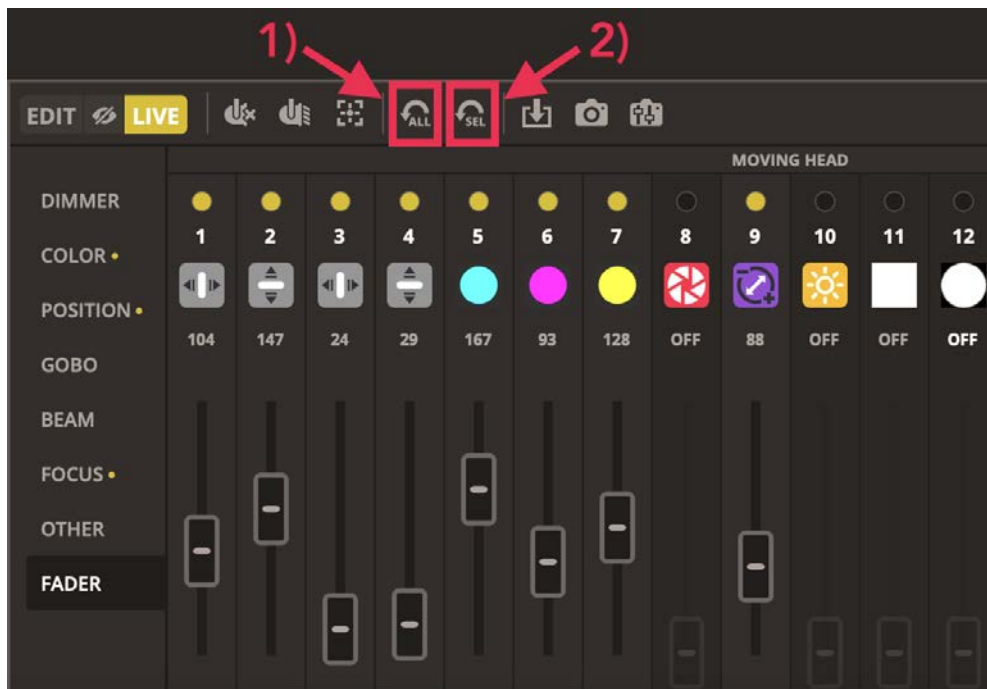 1) 2)
EDIT LIVE ALL SEL
MOVING HEAD
DIMMER
COLOR
POSITION
GOBO
BEAM
FOCUS
OTHER
FADER
1 2 3 4 5 6 7 8 9 10 11 12
104 147 24 29 167 93 128 OFF 88 OFF OFF OFF